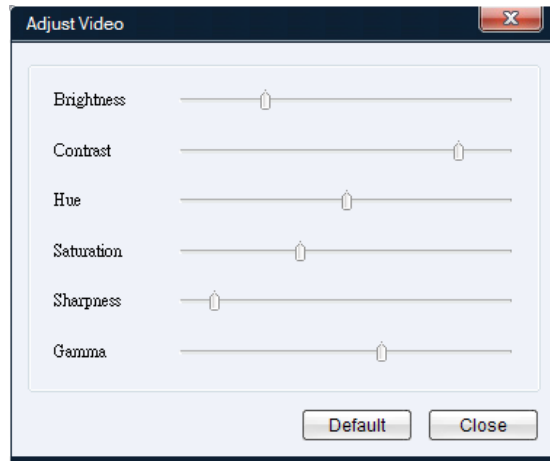 Adjust Video
Brightness
Contrast
Hue
Saturation
Sharpness
Gamma
Default Close